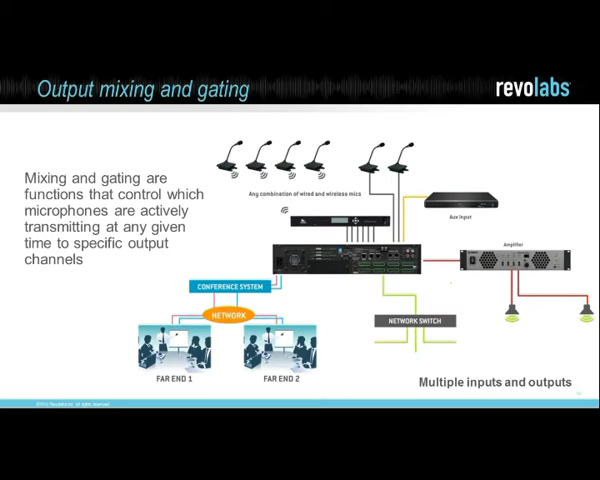 Output mixing and gating
revolabs
Mixing and gating are
functions that control which
microphones are actively
transmitting at any given
time to specific output
channels
Any combination of wired and wireless mics
Aux Input
Amplifier
CONFERENCE SYSTEM
NETWORK
NETWORK SWITCH
FAR END 1
FAR END 2
Multiple inputs and outputs